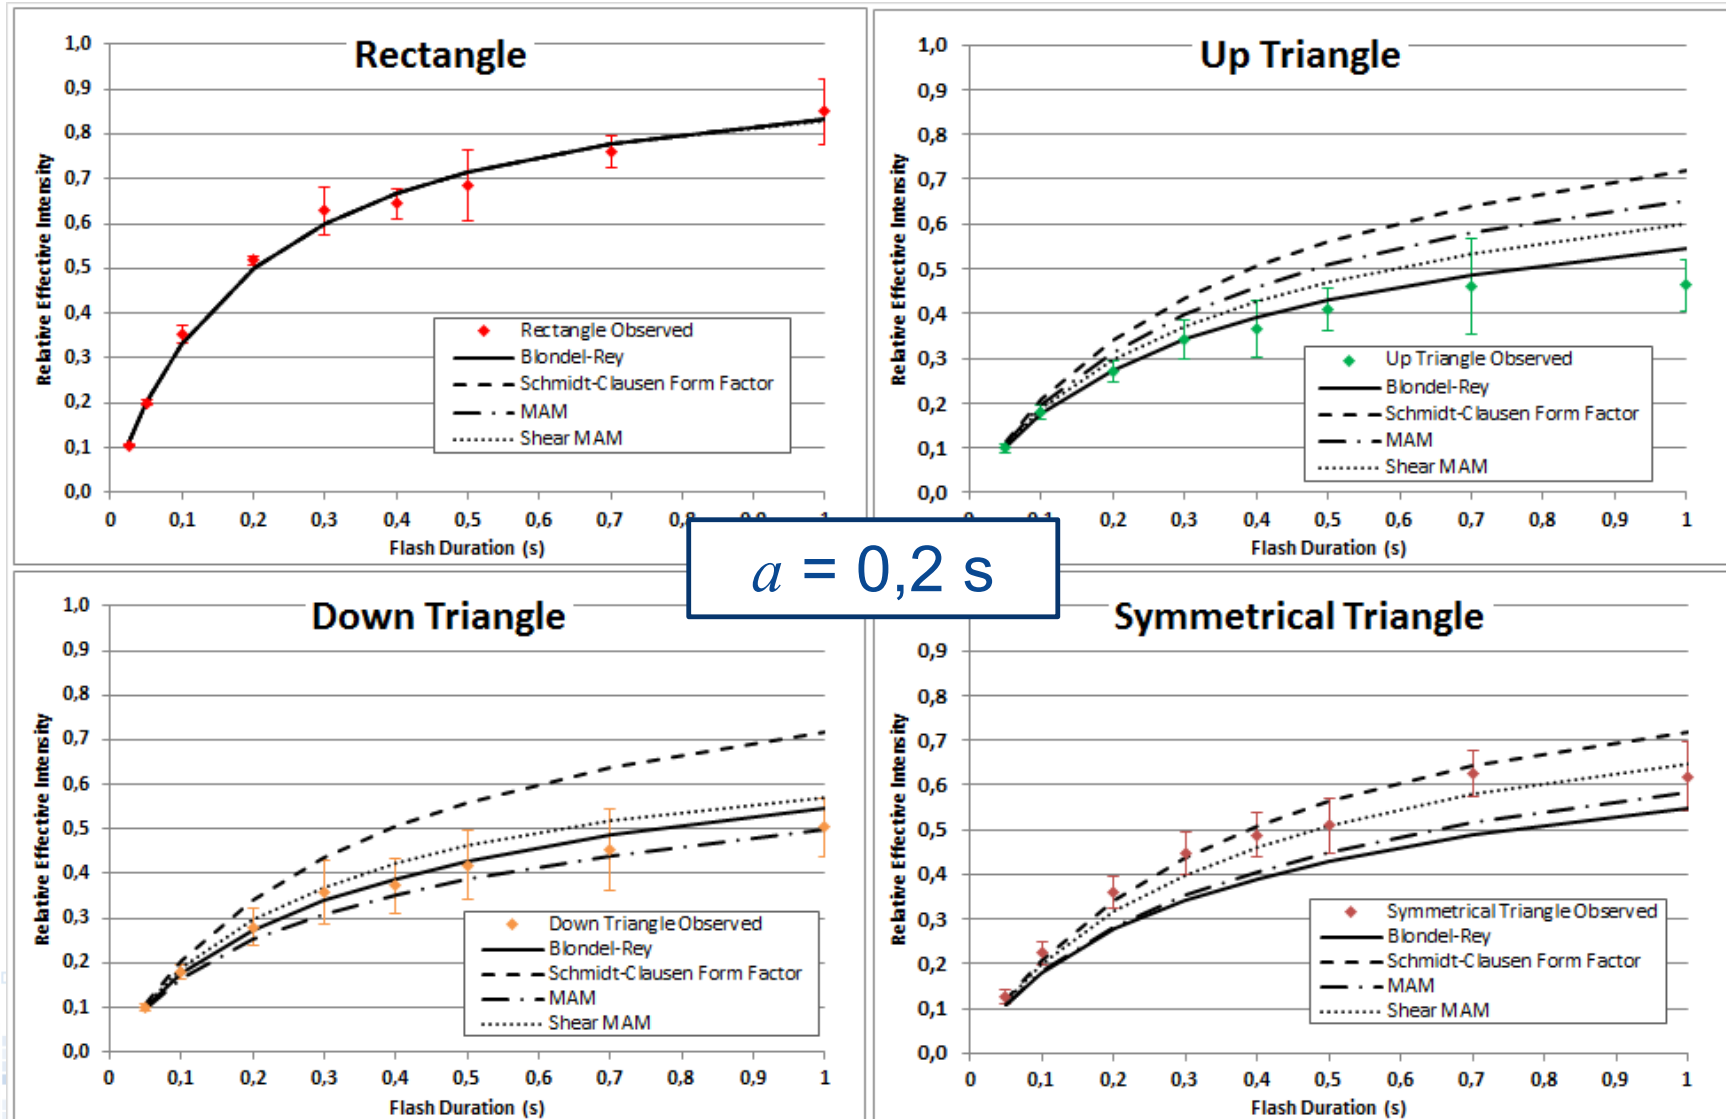 Rectangle
1,0
0,9
0,8
0,7
0,6
0,5
0,4
0,3
0,2
0,1
0,0
Relative Effective Intensity
Rectangle Observed
Blondel-Rey
Schmidt-Clausen Form Factor
MAM
Shear MAM
0 0,1 0,2 0,3 0,4 0,5 0,6 0,7 0,8 0,9 1
Flash Duration (s)
Up Triangle
1,0
0,9
0,8
0,7
0,6
0,5
0,4
0,3
0,2
0,1
0,0
Relative Effective Intensity
Up Triangle Observed
Blondel-Rey
Schmidt-Clausen Form Factor
MAM
Shear MAM
0 0,1 0,2 0,3 0,4 0,5 0,6 0,7 0,8 0,9 1
Flash Duration (s)
a = 0,2 s
Down Triangle
1,0
0,9
0,8
0,7
0,6
0,5
0,4
0,3
0,2
0,1
0,0
Relative Effective Intensity
Down Triangle Observed
Blondel-Rey
Schmidt-Clausen Form Factor
MAM
Shear MAM
0 0,1 0,2 0,3 0,4 0,5 0,6 0,7 0,8 0,9 1
Flash Duration (s)
Symmetrical Triangle
0,9
0,8
0,7
0,6
0,5
0,4
0,3
0,2
0,1
0,0
Relative Effective Intensity
Symmetrical Triangle Observed
Blondel-Rey
Schmidt-Clausen Form Factor
MAM
Shear MAM
0 0,1 0,2 0,3 0,4 0,5 0,6 0,7 0,8 0,9 1
Flash Duration (s)